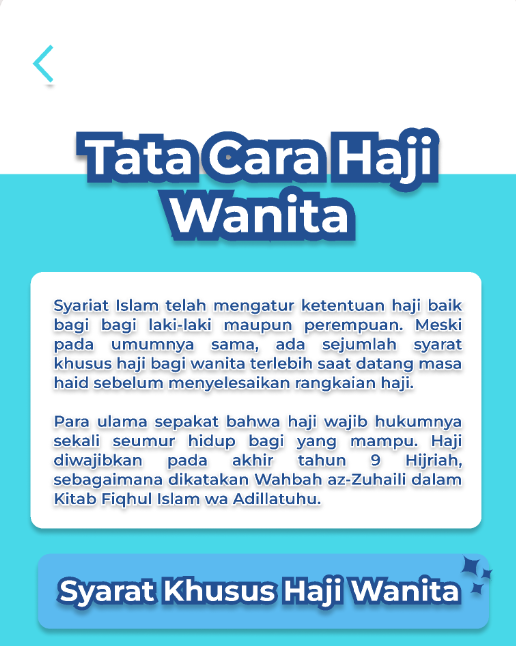 Tata Cara Haji
Wanita
Syariat Islam telah mengatur ketentuan haji baik
bagi bagi laki-laki maupun perempuan. Meski
pada umumnya sama, ada sejumlah syarat
khusus haji bagi wanita terlebih saat datang masa
haid sebelum menyelesaikan rangkaian haji.
Para ulama sepakat bahwa haji wajib hukumnya
sekali seumur hidup bagi yang mampu. Haji
diwajibkan pada akhir tahun 9 Hijriah,
sebagaimana dikatakan Wahbah az-Zuhaili dalam
Kitab Fiqhul Islam wa Adillatuhu.
Syarat Khusus Haji Wanita